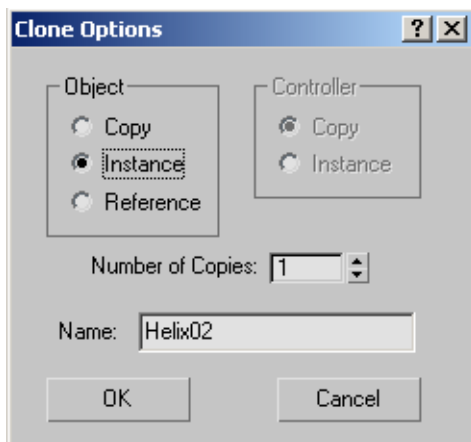 Clone Options
Object
Controller
Copy
Copy
Instance
Instance
Reference
Number of Copies: 1
Name: Helix02
OK
Cancel